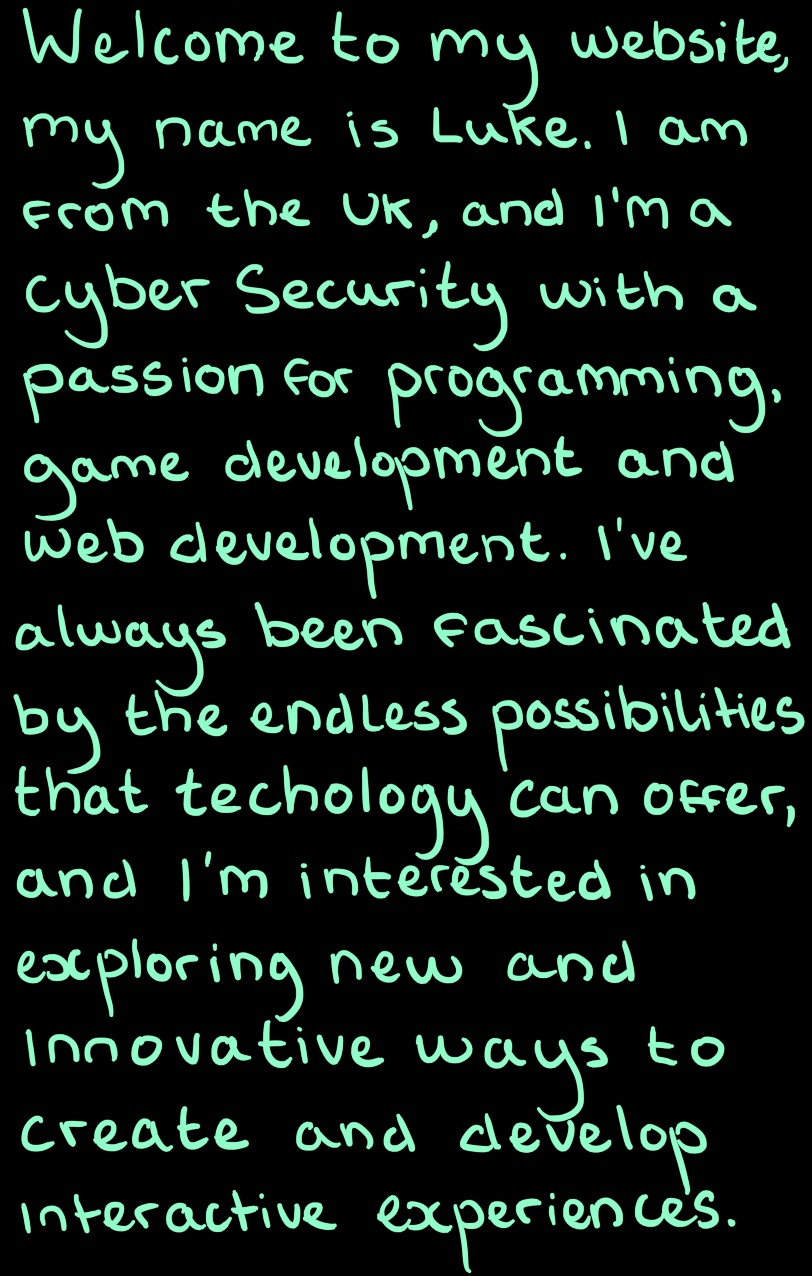 Welcome to my website,
my name is Luke. I am
from the UK, and I'm a
Cyber Security with a
passion for programming,
game development and
web development. I've
always been fascinated
by the endless possibilities
that techology can offer,
and I'm interested in
exploring new and
innovative ways to
create and develop
interactive experiences.